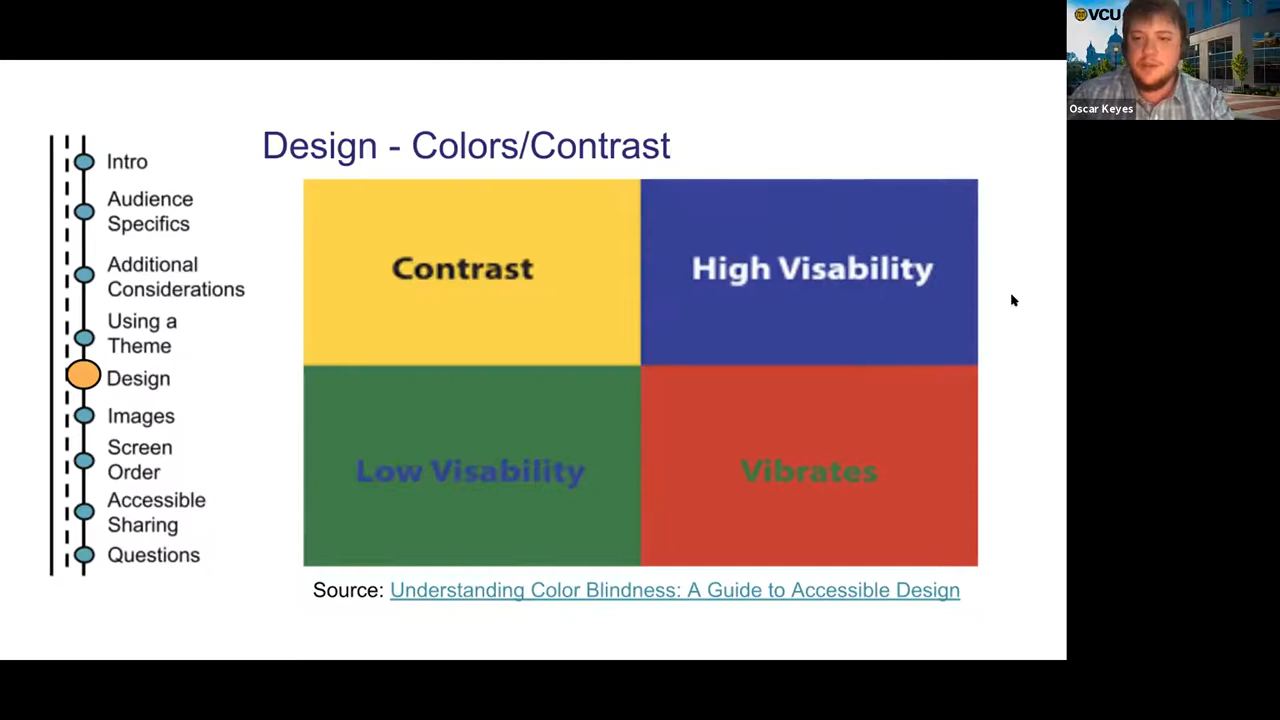 VCU
Oscar Keyes
Design - Colors/Contrast
Intro
Audience
Specifics
Additional
Considerations
Using a
Theme
Design
Images
Screen
Order
Accessible
Sharing
Questions
Contrast
High Visability
Low Visability
Vibrates
Source: Understanding Color Blindness: A Guide to Accessible Design